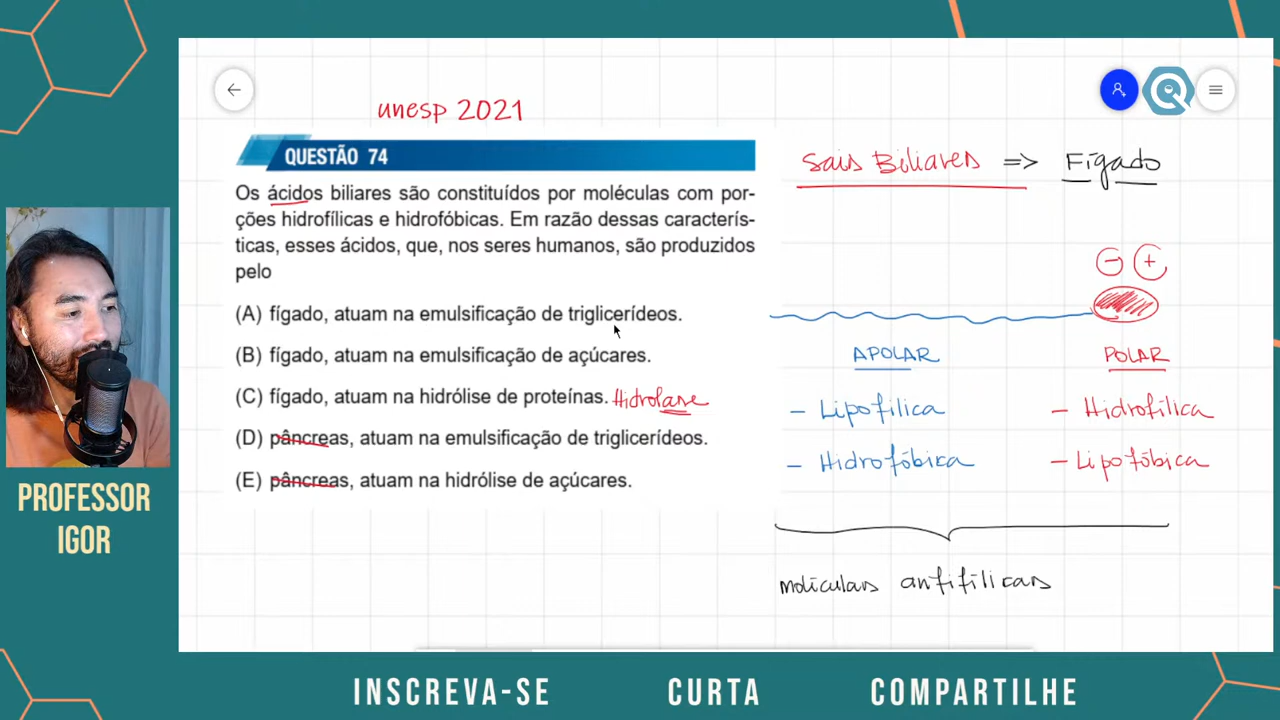 unesp 2021
QUESTÃO 74
Os ácidos biliares são constituídos por moléculas com por-
ções hidrofílicas e hidrofóbicas. Em razão dessas caracterís-
ticas, esses ácidos, que, nos seres humanos, são produzidos
pelo
(A) fígado, atuam na emulsificação de triglicerídeos.
(B) fígado, atuam na emulsificação de açúcares.
(C) fígado, atuam na hidrólise de proteínas. Hidrolase
(D) pâncreas, atuam na emulsificação de triglicerídeos.
(E) pâncreas, atuam na hidrólise de açúcares.
Sais Biliares => Fígado
- +
APOLAR POLAR
- Lipofílica - Hidrofílica
- Hidrofóbica - Lipofóbica
moléculas anfifílicas
PROFESSOR
IGOR
INSCREVA-SE CURTA COMPARTILHE